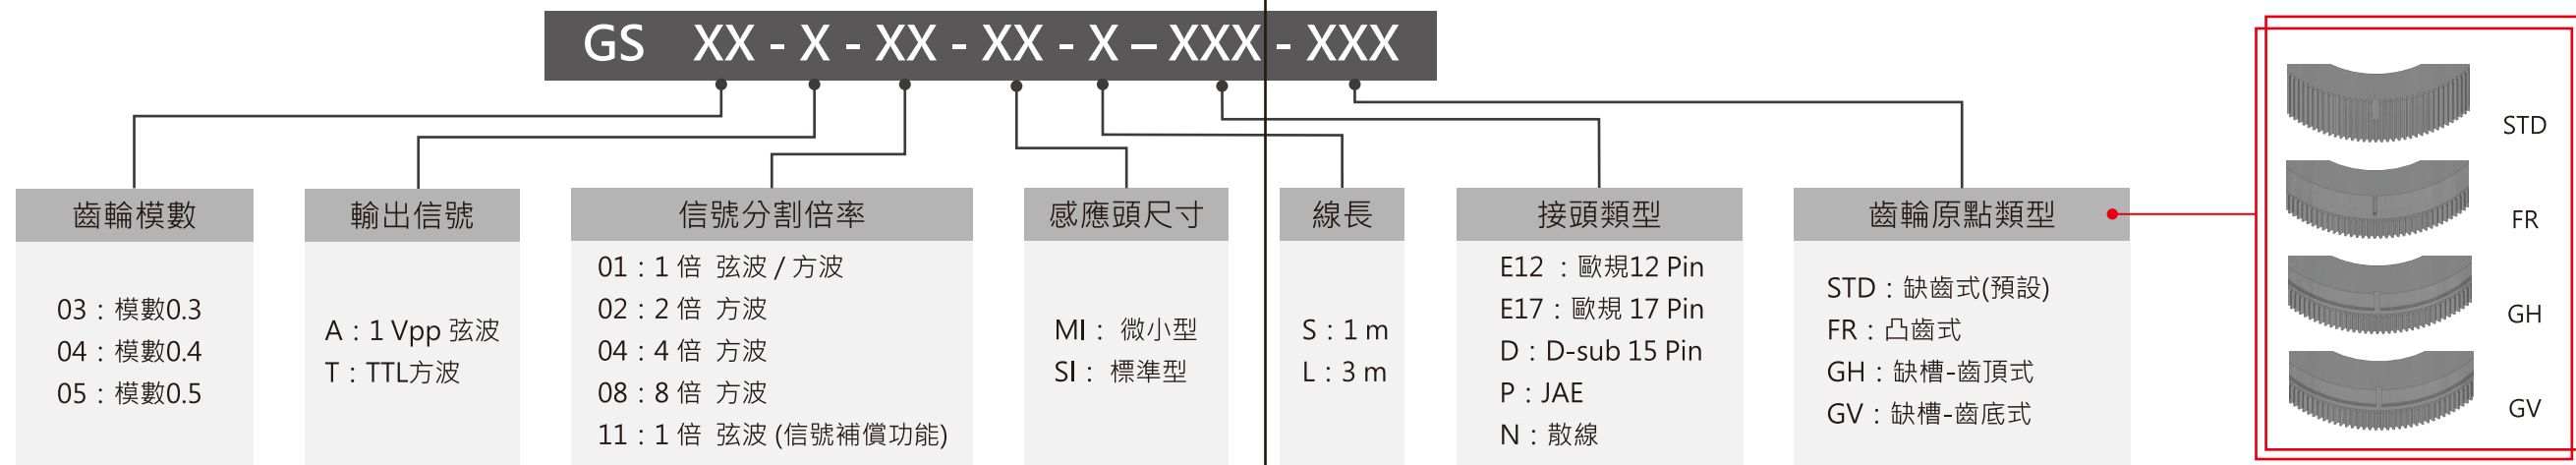 GS XX - X - XX - XX - X – XXX - XXX
齒輪模數
03：模數0.3
04：模數0.4
05：模數0.5
輸出信號
A：1 Vpp 弦波
T：TTL方波
信號分割倍率
01：1 倍 弦波 / 方波
02：2 倍 方波
04：4 倍 方波
08：8 倍 方波
11：1 倍 弦波 (信號補償功能)
感應頭尺寸
MI： 微小型
SI： 標準型
線長
S：1 m
L：3 m
接頭類型
E12 ：歐規12 Pin
E17：歐規 17 Pin
D：D-sub 15 Pin
P：JAE
N：散線
齒輪原點類型
STD：缺齒式(預設)
FR：凸齒式
GH：缺槽-齒頂式
GV：缺槽-齒底式
STD
FR
GH
GV